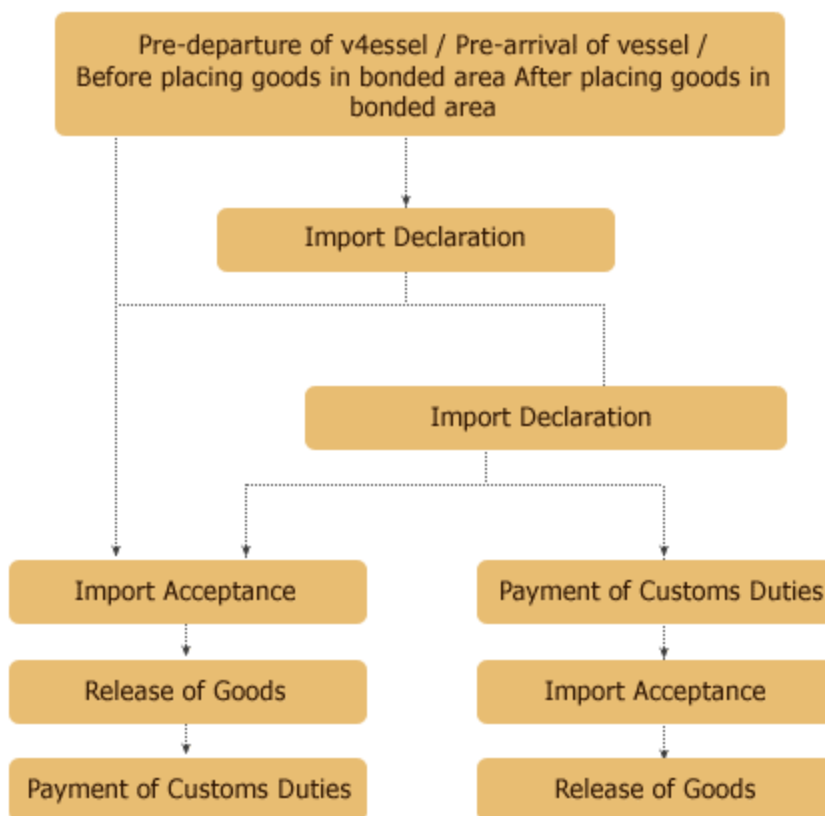 Pre-departure of v4essel / Pre-arrival of vessel /
Before placing goods in bonded area After placing goods in
bonded area
Import Declaration
Import Declaration
Import Acceptance
Payment of Customs Duties
Release of Goods
Import Acceptance
Payment of Customs Duties
Release of Goods